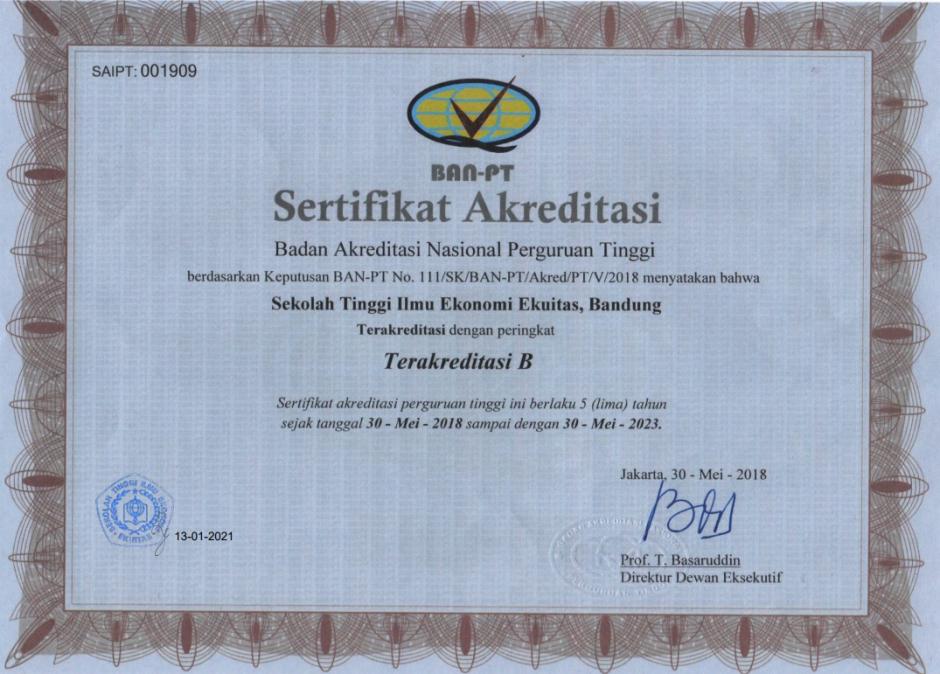 SAIPT: 001909
BAN-PT
Sertifikat Akreditasi
Badan Akreditasi Nasional Perguruan Tinggi
berdasarkan Keputusan BAN-PT No. 111/SK/BAN-PT/Akred/PT/V/2018 menyatakan bahwa
Sekolah Tinggi Ilmu Ekonomi Ekuitas, Bandung
Terakreditasi dengan peringkat
Terakreditasi B
Sertifikat akreditasi perguruan tinggi ini berlaku 5 (lima) tahun
sejak tanggal 30 - Mei - 2018 sampai dengan 30 - Mei - 2023.
Jakarta, 30 - Mei - 2018
13-01-2021
Prof. T. Basaruddin
Direktur Dewan Eksekutif